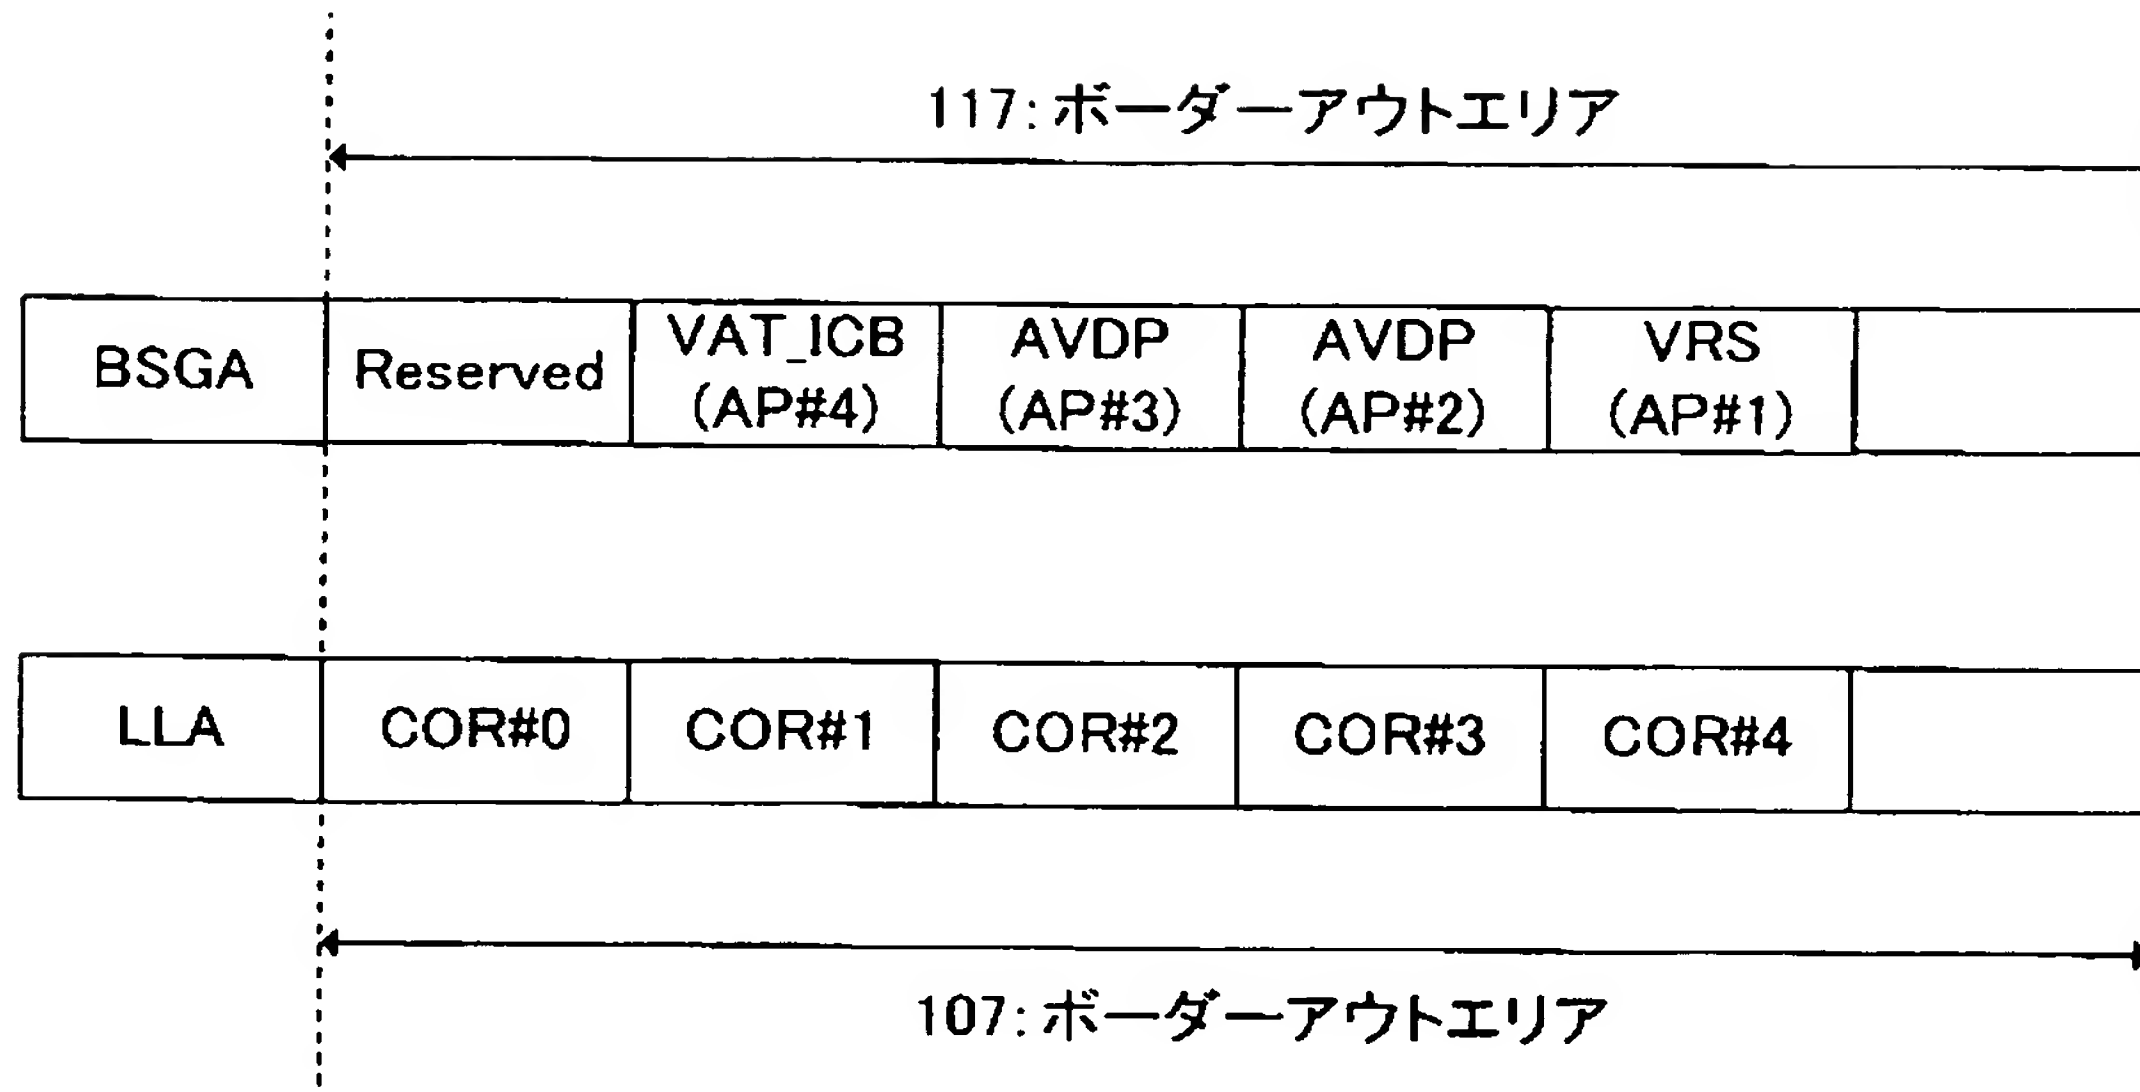 117:ボーダーアウトエリア
BSGA
Reserved
VAT_ICB
(AP#4)
AVDP
(AP#3)
AVDP
(AP#2)
VRS
(AP#1)
LLA
COR#0
COR#1
COR#2
COR#3
COR#4
107:ボーダーアウトエリア